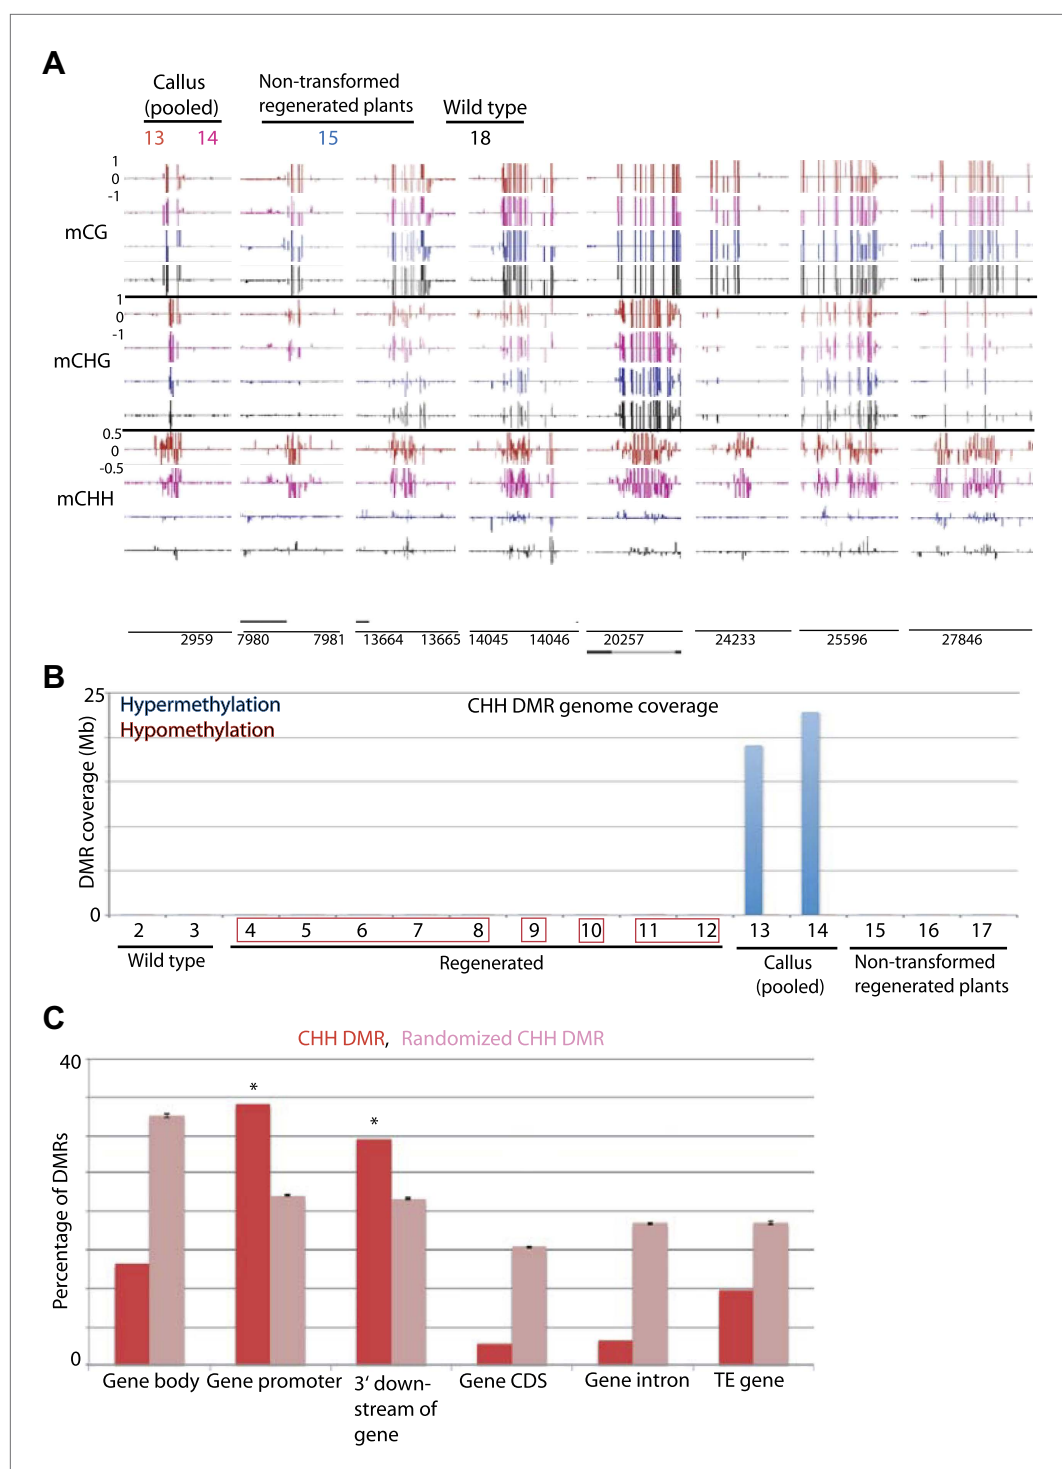 A
Callus
(pooled)
Non-transformed
regenerated plants
Wild type
13 14 15 18
1
0
-1
mCG
1
0
-1
mCHG
0.5
0
-0.5
mCHH
2959 7980 7981 13664 13665 14045 14046 20257 24233 25596 27846
B
25
Hypermethylation
Hypomethylation
CHH DMR genome coverage
DMR coverage (Mb)
0
2 3 4 5 6 7 8 9 10 11 12 13 14 15 16 17
Wild type
Regenerated
Callus
(pooled)
Non-transformed
regenerated plants
C
CHH DMR, Randomized CHH DMR
40
* *
Percentage of DMRs
0
Gene body Gene promoter 3‘ down-
stream of
gene
Gene CDS Gene intron TE gene